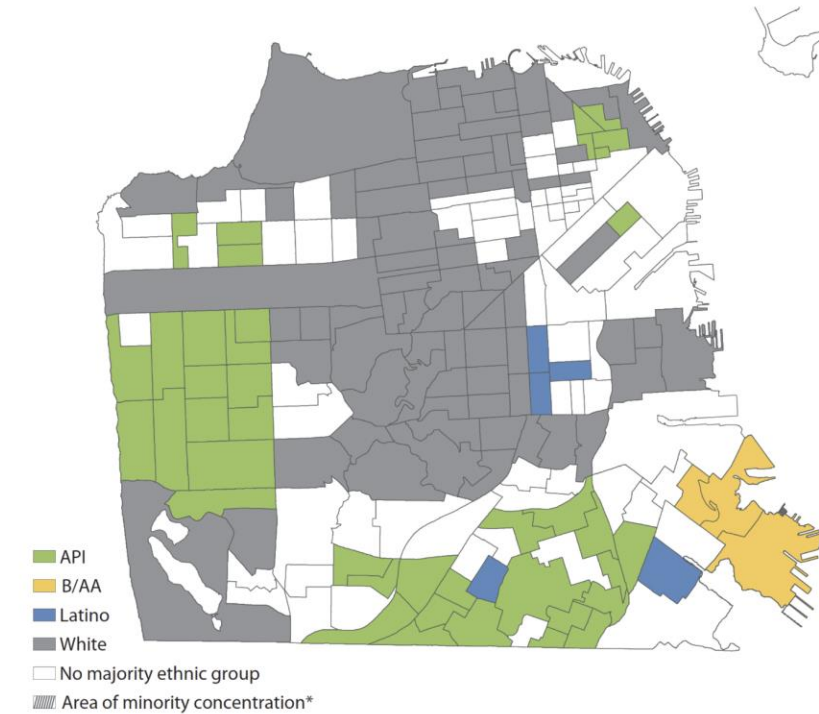 API
B/AA
Latino
White
No majority ethnic group
Area of minority concentration*